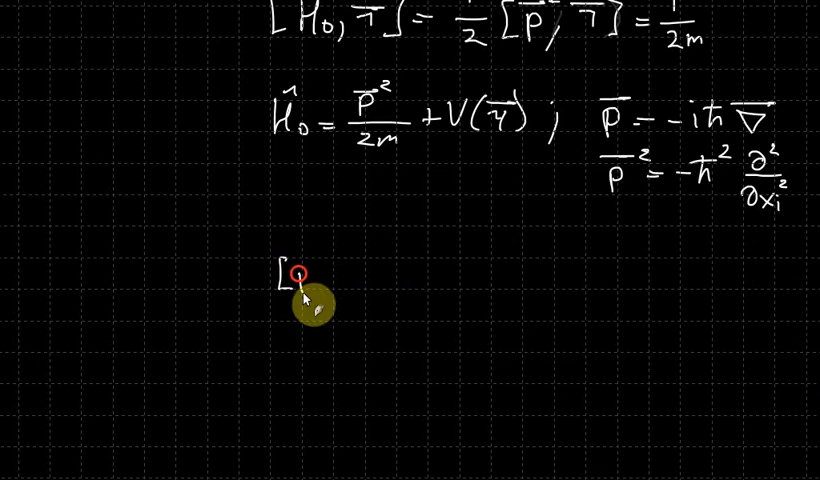 [H₀, r̅] = 1/2 [p̅², r̅] = 1/2m
Ĥ₀ = p̅²/2m + V(r̅) ; p̅ = -iħ ∇̅
p̅² = -ħ² ∂²/∂xᵢ²
[